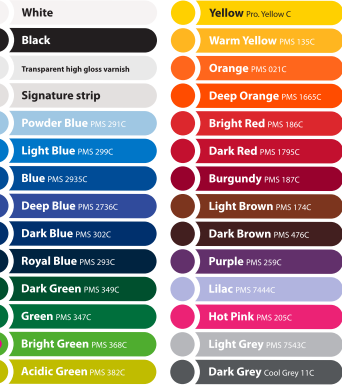 White
Black
Transparent high gloss varnish
Signature strip
Powder Blue PMS 291C
Light Blue PMS 299C
Blue PMS 2935C
Deep Blue PMS 2736C
Dark Blue PMS 302C
Royal Blue PMS 293C
Dark Green PMS 349C
Green PMS 347C
Bright Green PMS 368C
Acidic Green PMS 382C
Yellow Pro. Yellow C
Warm Yellow PMS 135C
Orange PMS 021C
Deep Orange PMS 1665C
Bright Red PMS 186C
Dark Red PMS 1795C
Burgundy PMS 187C
Light Brown PMS 174C
Dark Brown PMS 476C
Purple PMS 259C
Lilac PMS 7444C
Hot Pink PMS 205C
Light Grey PMS 7543C
Dark Grey Cool Grey 11C